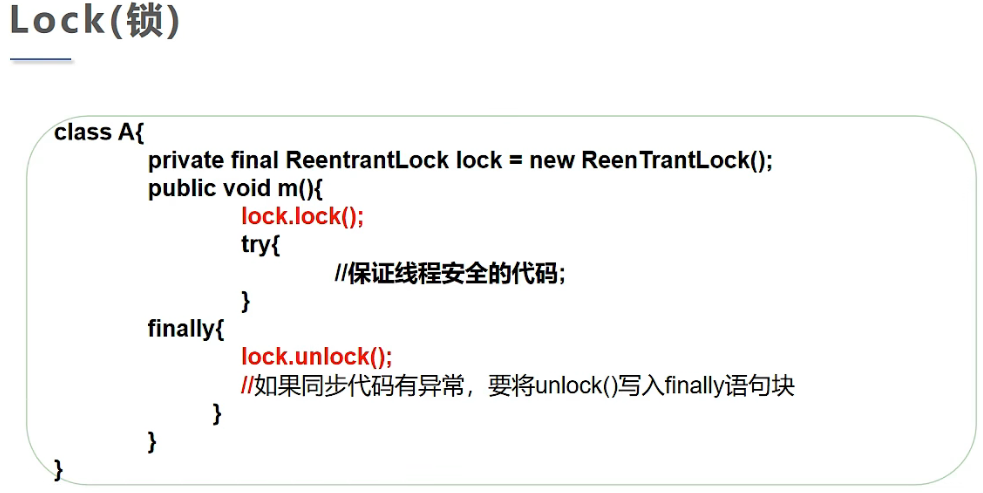 Lock(锁)
class A{
private final ReentrantLock lock = new ReenTrantLock();
public void m(){
lock.lock();
try{
//保证线程安全的代码;
}
finally{
lock.unlock();
//如果同步代码有异常，要将unlock()写入finally语句块
}
}
}